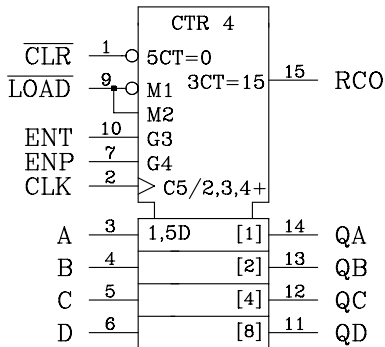 CTR 4
CLR 1 5CT=0
LOAD 9 M1 3CT=15 15 RCO
M2
ENT 10 G3
ENP 7 G4
CLK 2 C5/2,3,4+
A 3 1,5D [1] 14 QA
B 4 [2] 13 QB
C 5 [4] 12 QC
D 6 [8] 11 QD